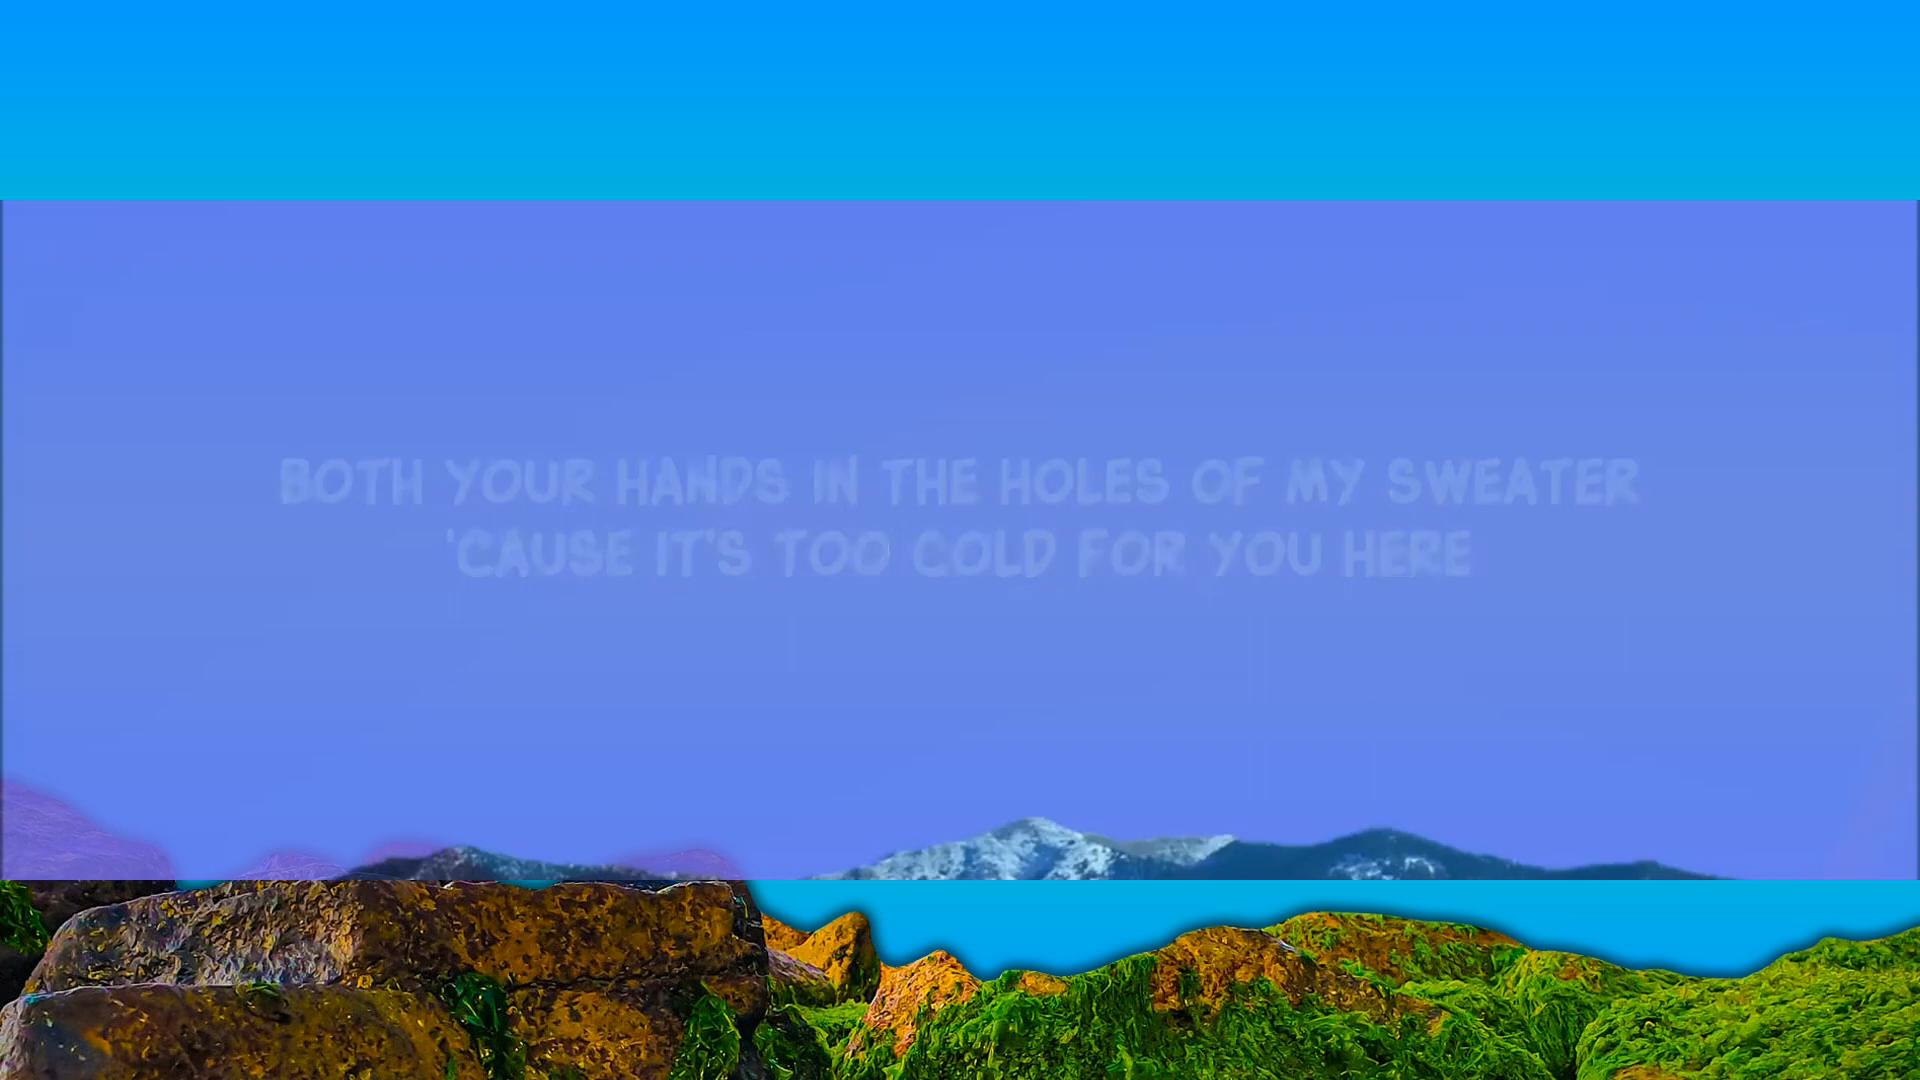 BOTH YOUR HANDS IN THE HOLES OF MY SWEATER
'CAUSE IT'S TOO COLD FOR YOU HERE